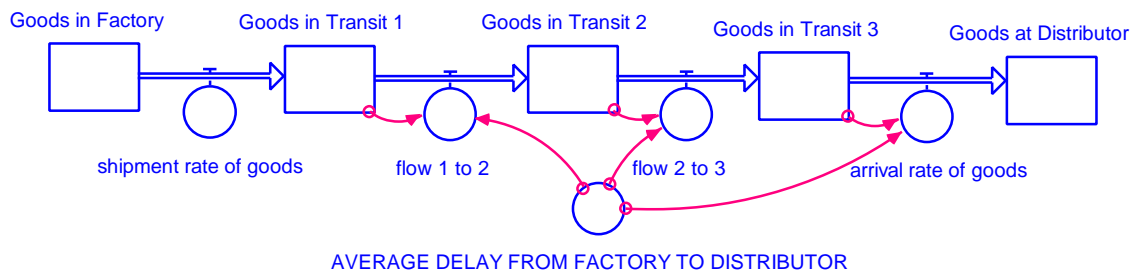 Goods in Factory
Goods in Transit 1
Goods in Transit 2
Goods in Transit 3
Goods at Distributor
shipment rate of goods
flow 1 to 2
flow 2 to 3
arrival rate of goods
AVERAGE DELAY FROM FACTORY TO DISTRIBUTOR